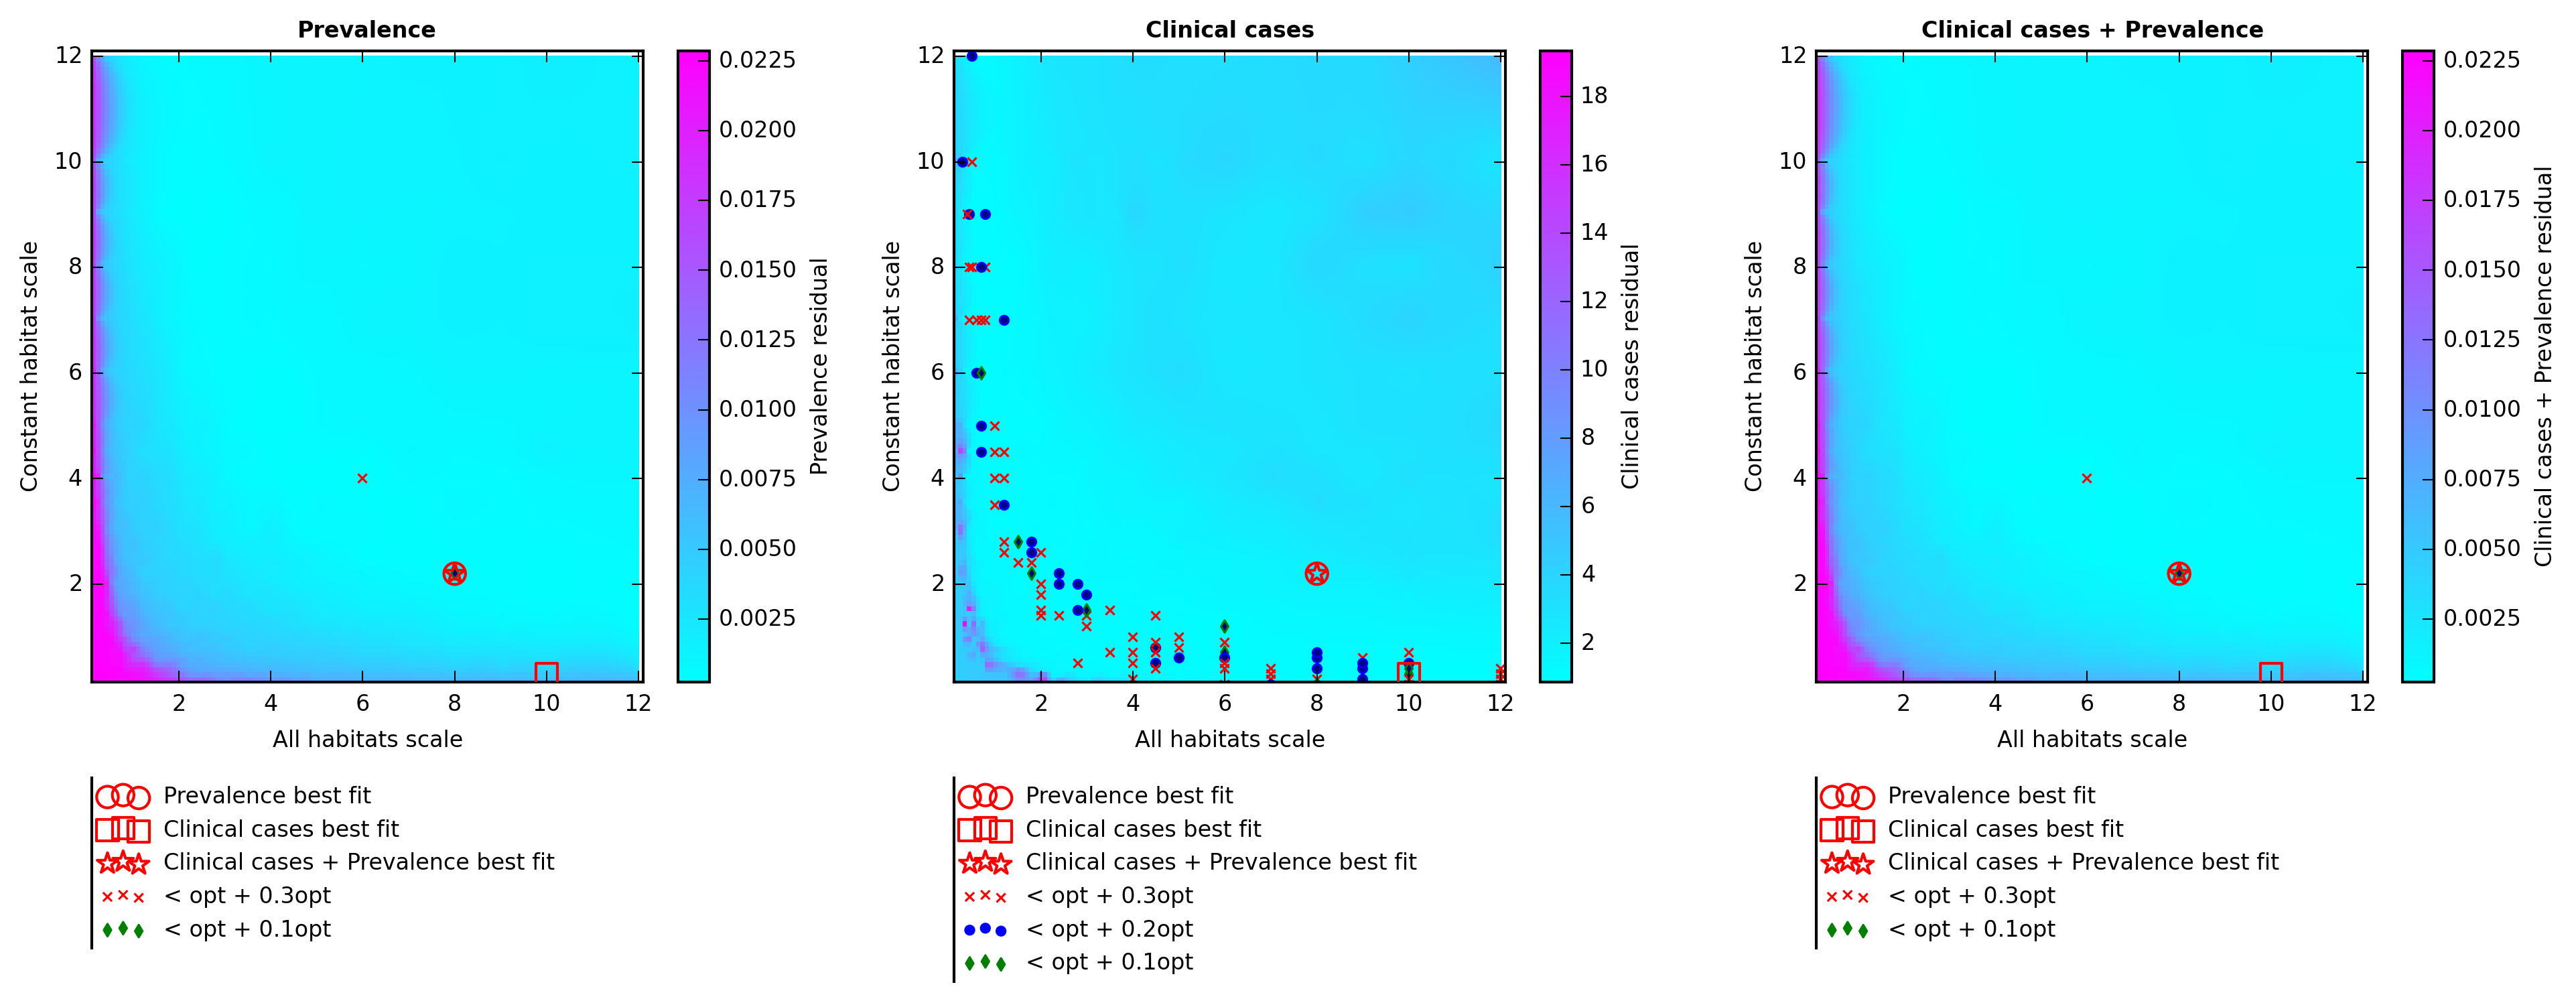 Prevalence
12
10
8
6
4
2
2 4 6 8 10 12
Constant habitat scale
All habitats scale
0.0225
0.0200
0.0175
0.0150
0.0125
0.0100
0.0075
0.0050
0.0025
Prevalence residual
Prevalence best fit
Clinical cases best fit
Clinical cases + Prevalence best fit
< opt + 0.3opt
< opt + 0.1opt
Clinical cases
12
10
8
6
4
2
2 4 6 8 10 12
Constant habitat scale
All habitats scale
18
16
14
12
10
8
6
4
2
Clinical cases residual
Prevalence best fit
Clinical cases best fit
Clinical cases + Prevalence best fit
< opt + 0.3opt
< opt + 0.2opt
< opt + 0.1opt
Clinical cases + Prevalence
12
10
8
6
4
2
2 4 6 8 10 12
Constant habitat scale
All habitats scale
0.0225
0.0200
0.0175
0.0150
0.0125
0.0100
0.0075
0.0050
0.0025
Clinical cases + Prevalence residual
Prevalence best fit
Clinical cases best fit
Clinical cases + Prevalence best fit
< opt + 0.3opt
< opt + 0.1opt